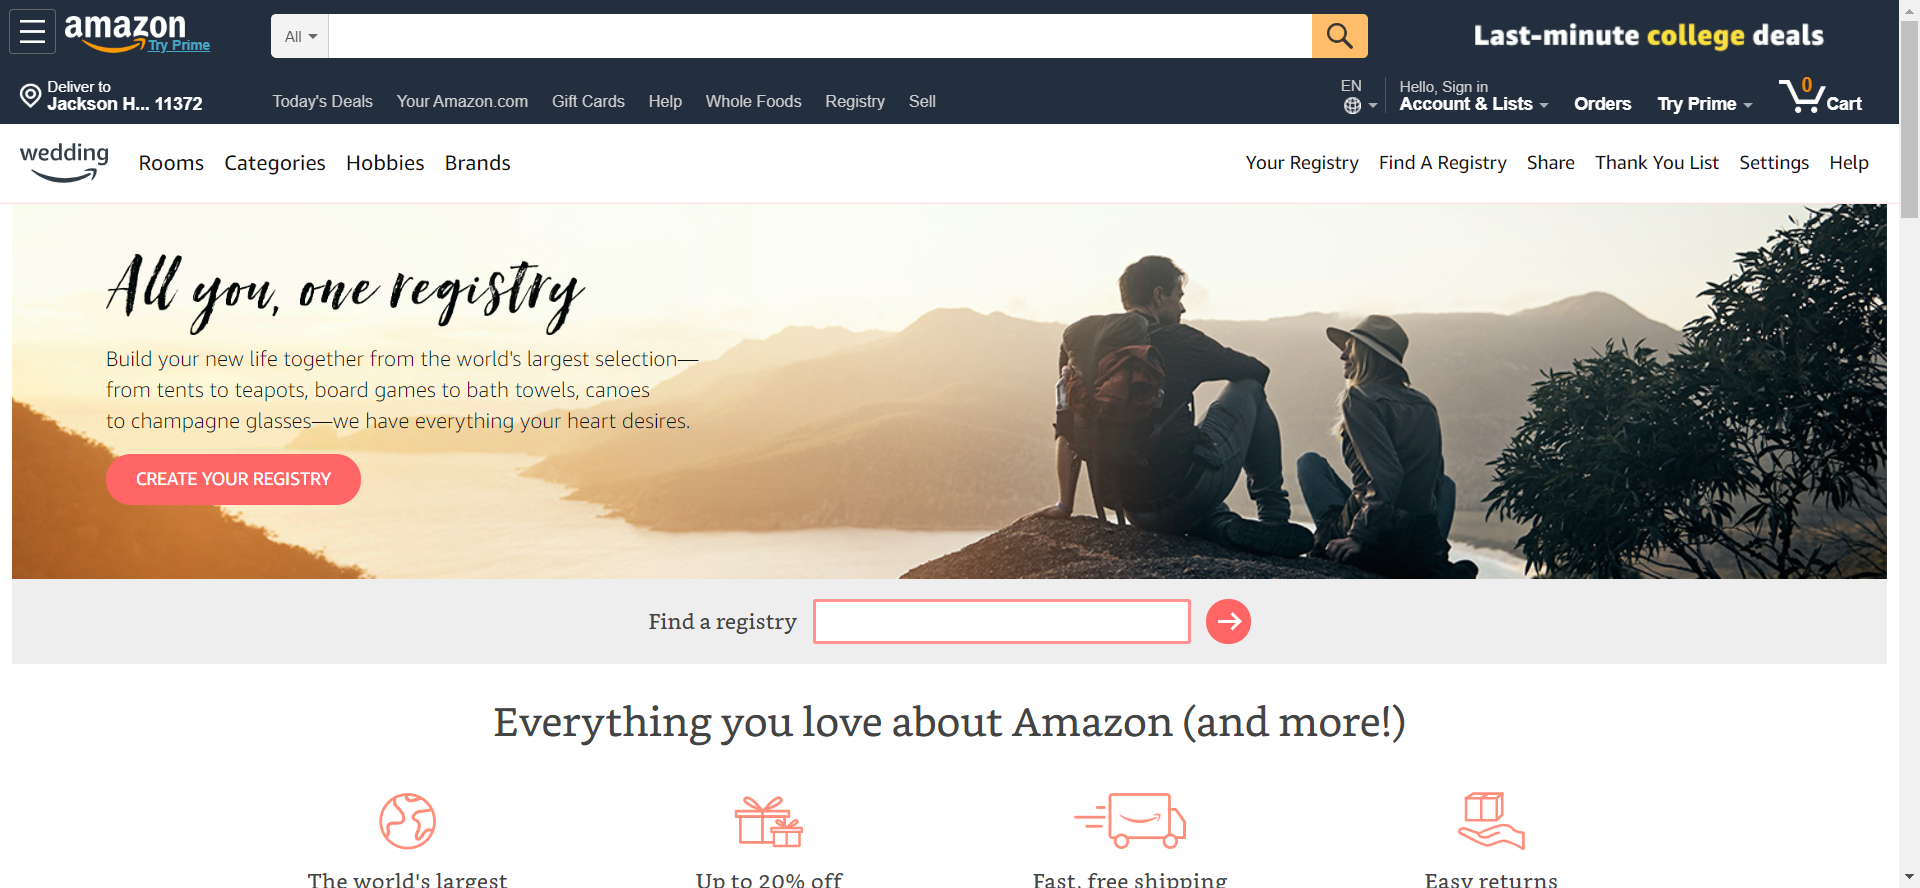 amazon
Try Prime
All
Last-minute college deals
Deliver to
Jackson H... 11372
Today's Deals Your Amazon.com Gift Cards Help Whole Foods Registry Sell
EN
Hello, Sign in
Account & Lists
Orders
Try Prime
0
Cart
wedding
Rooms Categories Hobbies Brands
Your Registry Find A Registry Share Thank You List Settings Help
All you, one registry
Build your new life together from the world's largest selection—
from tents to teapots, board games to bath towels, canoes
to champagne glasses—we have everything your heart desires.
CREATE YOUR REGISTRY
Find a registry
Everything you love about Amazon (and more!)
The world's largest
Up to 20% off
Fast, free shipping
Easy returns